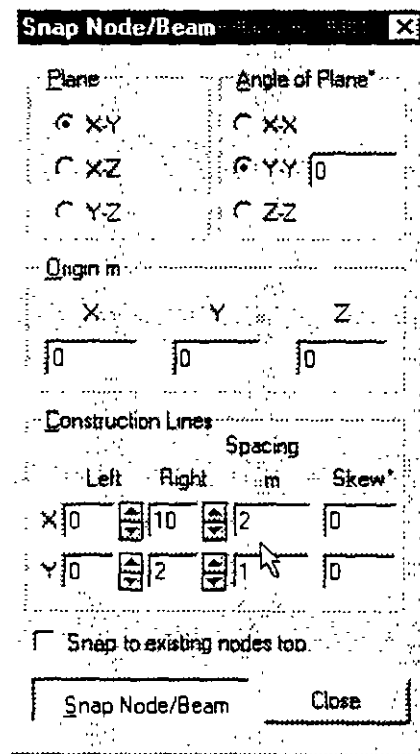 Snap Node/Beam
Plane
Angle of Plane°
X-Y
X-X
X-Z
Y-Y 0
Y-Z
Z-Z
Origin m
X Y Z
0 0 0
Construction Lines
Spacing
Left Right m Skew°
X 0 10 2 0
Y 0 2 1 0
Snap to existing nodes too
Snap Node/Beam Close